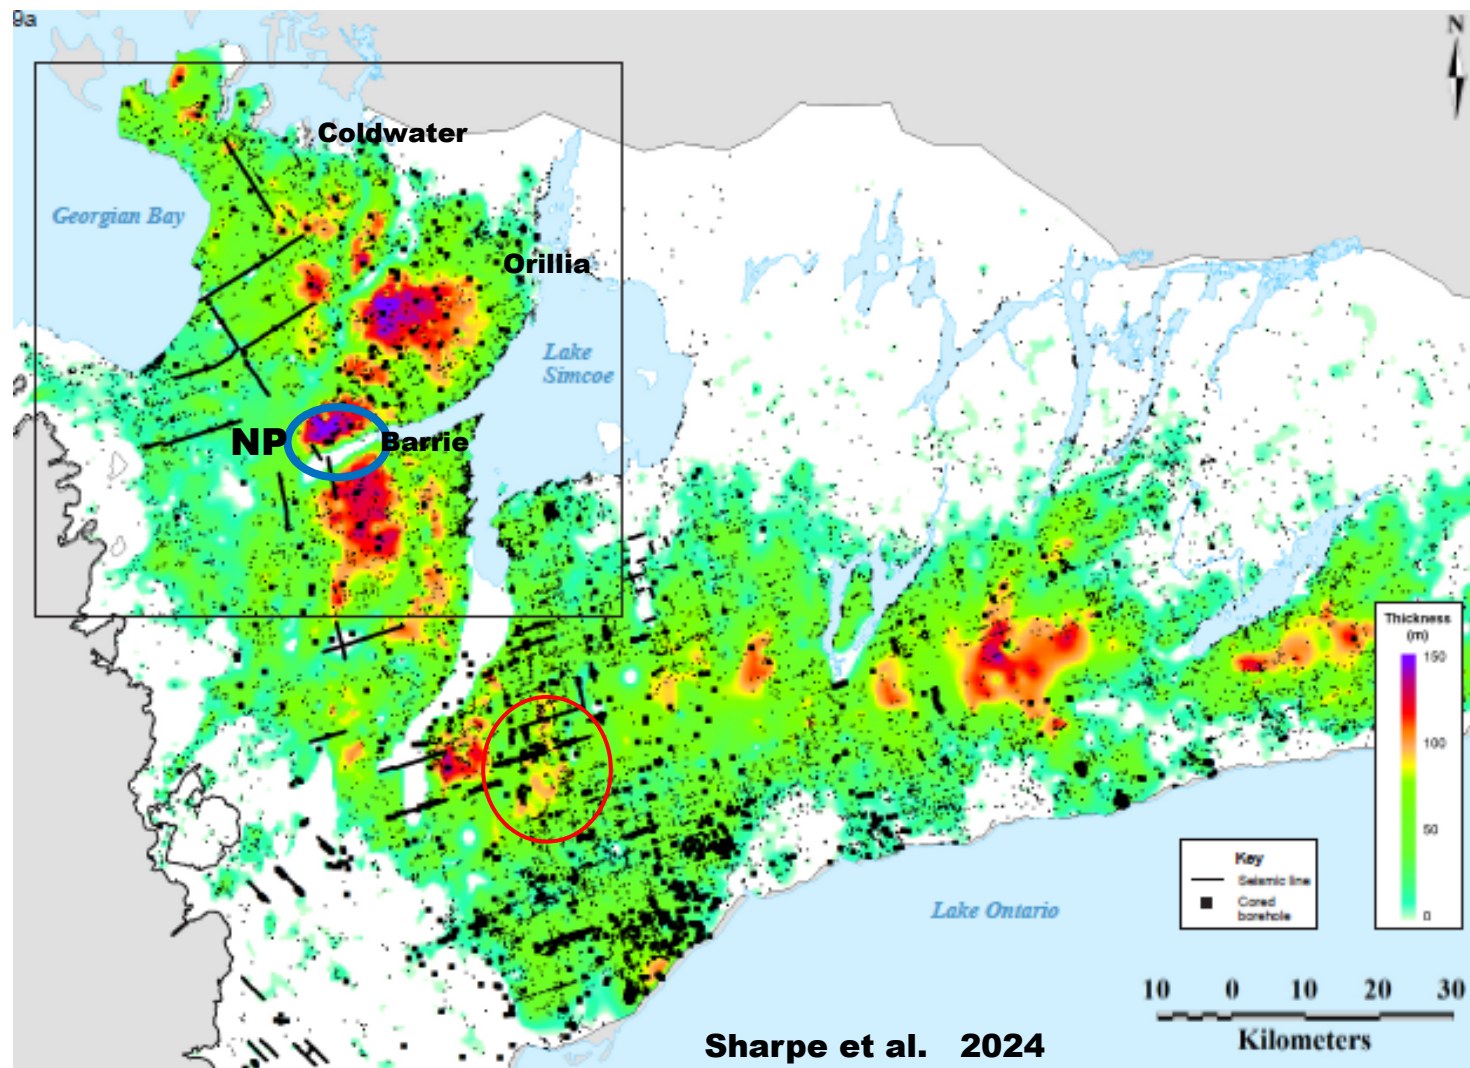 9a
N
Coldwater
Georgian Bay
Orillia
Lake
Simcoe
NP
Barrie
Thickness
(m)
150
100
50
0
Key
Seismic line
Cored
borehole
Lake Ontario
10 0 10 20 30
Kilometers
Sharpe et al. 2024